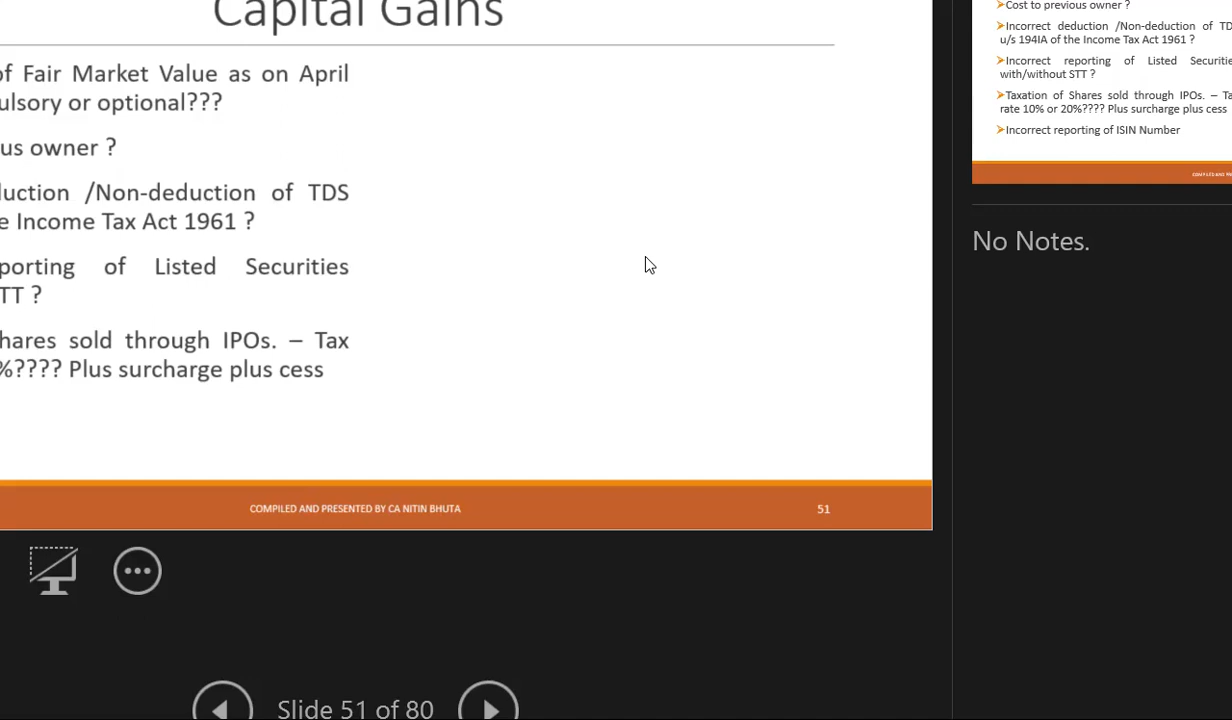 Capital Gains
of Fair Market Value as on April
ulsory or optional???
us owner ?
uction /Non-deduction of TDS
e Income Tax Act 1961 ?
porting of Listed Securities
TT ?
hares sold through IPOs. – Tax
%???? Plus surcharge plus cess
COMPILED AND PRESENTED BY CA NITIN BHUTA
51
Slide 51 of 80
➤Cost to previous owner ?
➤Incorrect deduction /Non-deduction of TD
u/s 194IA of the Income Tax Act 1961 ?
➤Incorrect reporting of Listed Securitie
with/without STT ?
➤Taxation of Shares sold through IPOs. – Ta
rate 10% or 20%???? Plus surcharge plus cess
➤Incorrect reporting of ISIN Number
COMPILED AND PR
No Notes.